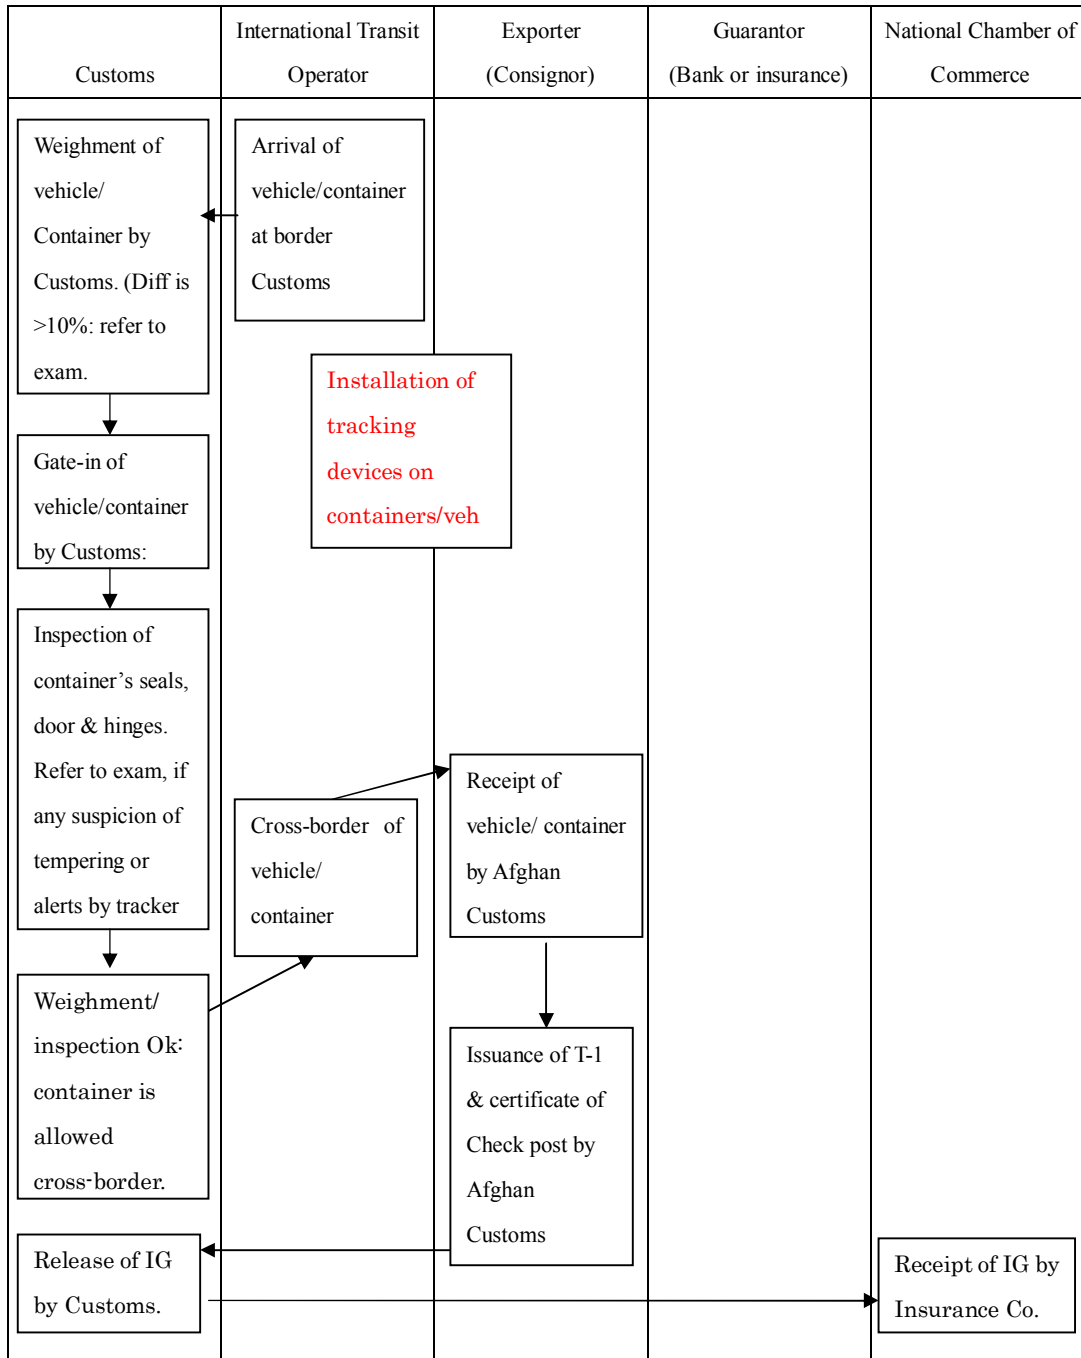 Customs
International Transit
Operator
Exporter
(Consignor)
Guarantor
(Bank or insurance)
National Chamber of
Commerce
Weighment of
vehicle/
Container by
Customs. (Diff is
>10%: refer to
exam.
Arrival of
vehicle/container
at border
Customs
Installation of
tracking
devices on
containers/veh
Gate-in of
vehicle/container
by Customs:
Inspection of
container’s seals,
door & hinges.
Refer to exam, if
any suspicion of
tempering or
alerts by tracker
Cross-border of
vehicle/
container
Receipt of
vehicle/ container
by Afghan
Customs
Weighment/
inspection Ok:
container is
allowed
cross-border.
Issuance of T-1
& certificate of
Check post by
Afghan
Customs
Release of IG
by Customs.
Receipt of IG by
Insurance Co.